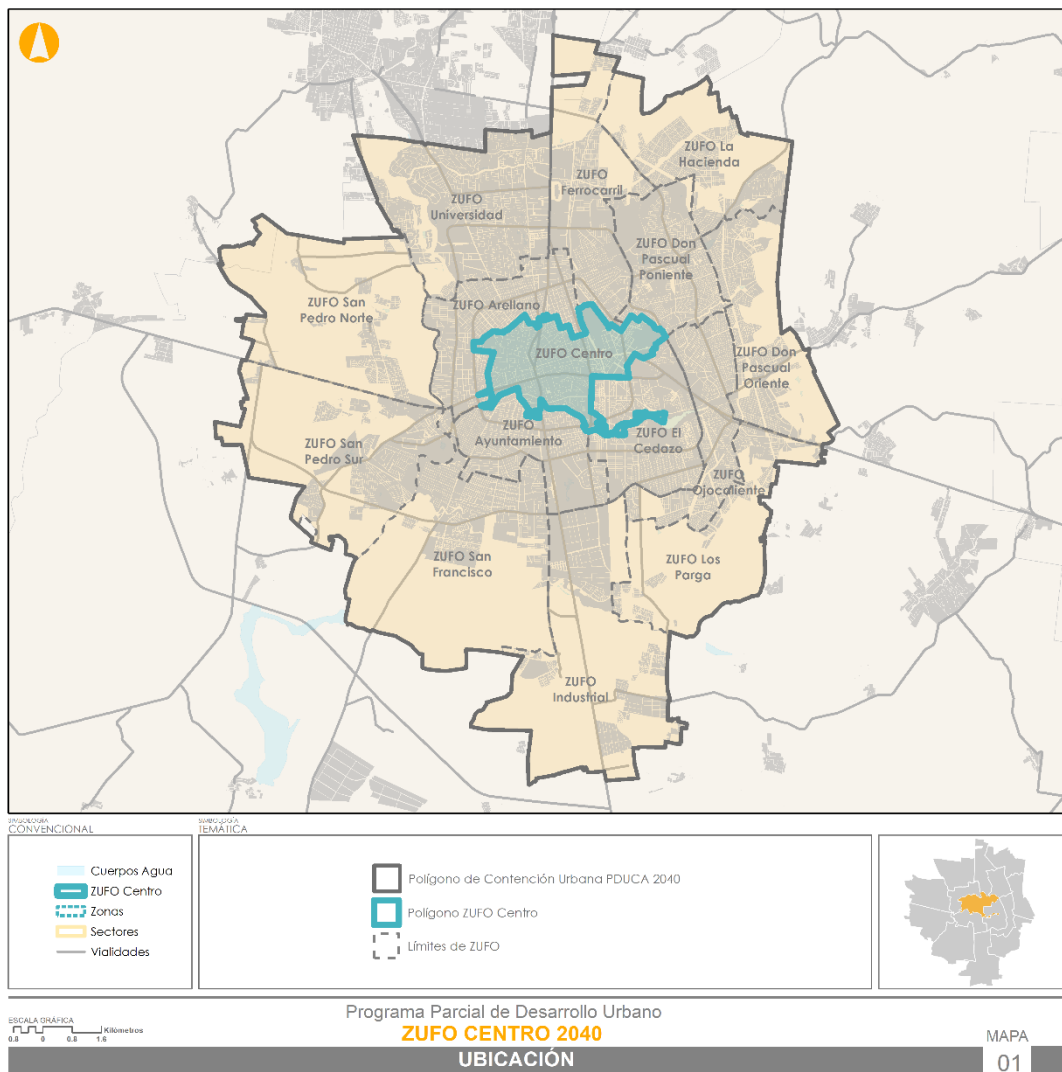 ZUFO La
Hacienda
ZUFO
Ferrocarril
ZUFO
Universidad
ZUFO Don
Pascual
Poniente
ZUFO San
Pedro Norte
ZUFO Arellano
ZUFO Centro
ZUFO Don
Pascual
Oriente
ZUFO
Ayuntamiento
ZUFO El
Cedazo
ZUFO San
Pedro Sur
ZUFO
Ojocaliente
ZUFO San
Francisco
ZUFO Los
Parga
ZUFO
Industrial
SIMBOLOGÍA
CONVENCIONAL
SIMBOLOGÍA
TEMÁTICA
Cuerpos Agua
ZUFO Centro
Zonas
Sectores
Vialidades
Polígono de Contención Urbana PDUCA 2040
Polígono ZUFO Centro
Límites de ZUFO
ESCALA GRÁFICA
Kilómetros
0.8 0 0.8 1.6
Programa Parcial de Desarrollo Urbano
ZUFO CENTRO 2040
UBICACIÓN
MAPA
01